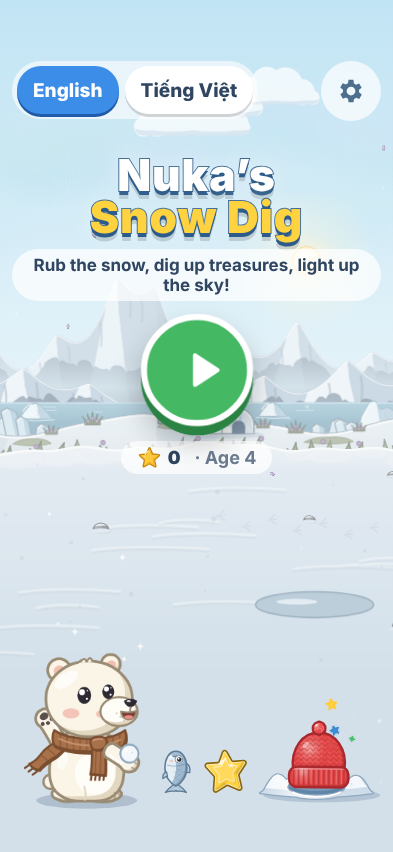 English
Tiếng Việt
Nuka's
Snow Dig
Rub the snow, dig up treasures, light up
the sky!
0 · Age 4